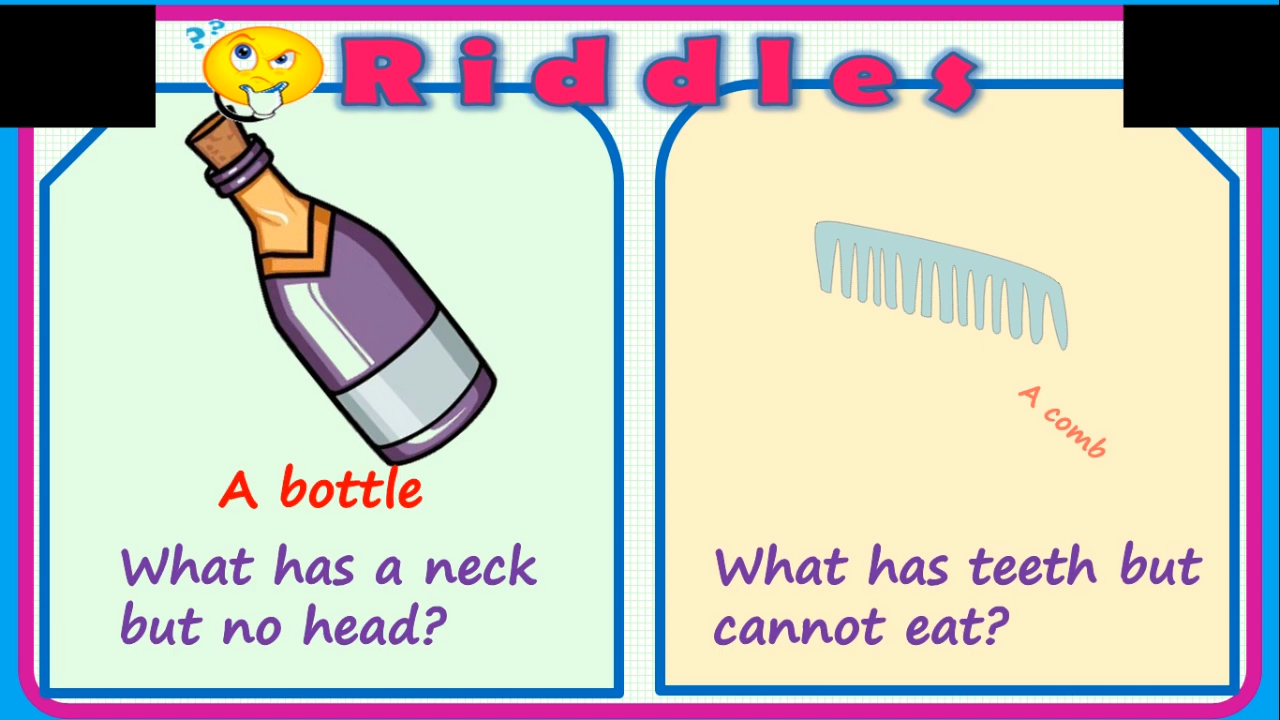 Riddles
A bottle
What has a neck
but no head?
A comb
What has teeth but
cannot eat?